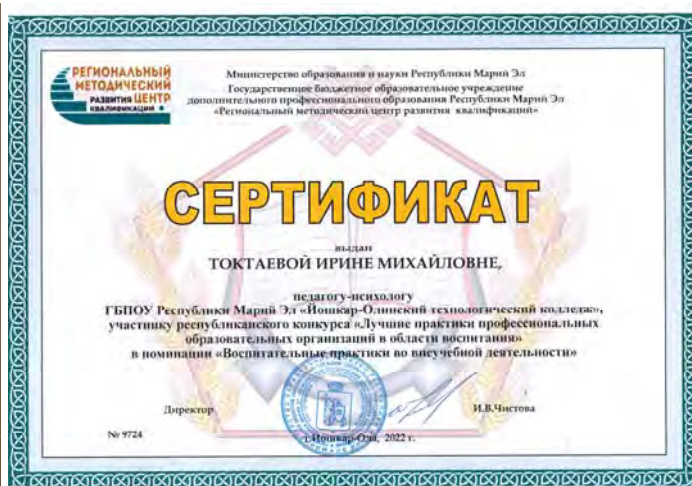 РЕГИОНАЛЬНЫЙ
МЕТОДИЧЕСКИЙ
РАЗВИТИЯ ЦЕНТР
КВАЛИФИКАЦИИ
Министерство образования и науки Республики Марий Эл
Государственное бюджетное образовательное учреждение
дополнительного профессионального образования Республики Марий Эл
«Региональный методический центр развития квалификаций»
СЕРТИФИКАТ
выдан
ТОКТАЕВОЙ ИРИНЕ МИХАЙЛОВНЕ,
педагогу-психологу
ГБПОУ Республики Марий Эл «Йошкар-Олинский технологический колледж»,
участнику республиканского конкурса «Лучшие практики профессиональных
образовательных организаций в области воспитания»
в номинации «Воспитательные практики во внеучебной деятельности»
Директор
И.В.Чистова
№ 9724
г.Йошкар-Ола, 2022 г.